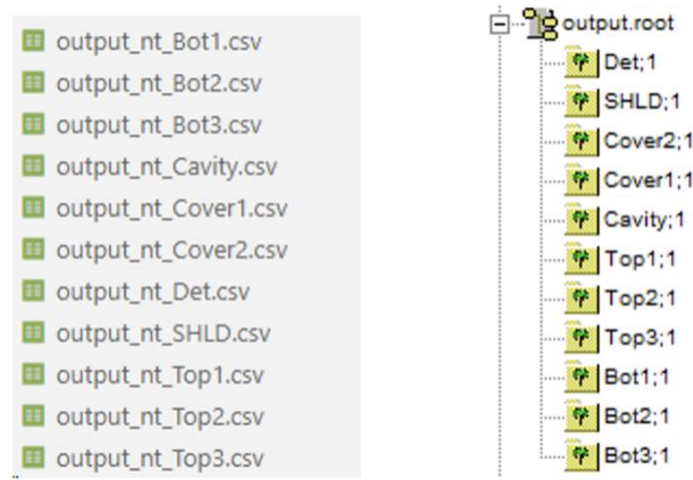 output_nt_Bot1.csv
output_nt_Bot2.csv
output_nt_Bot3.csv
output_nt_Cavity.csv
output_nt_Cover1.csv
output_nt_Cover2.csv
output_nt_Det.csv
output_nt_SHLD.csv
output_nt_Top1.csv
output_nt_Top2.csv
output_nt_Top3.csv
output.root
Det;1
SHLD;1
Cover2;1
Cover1;1
Cavity;1
Top1;1
Top2;1
Top3;1
Bot1;1
Bot2;1
Bot3;1